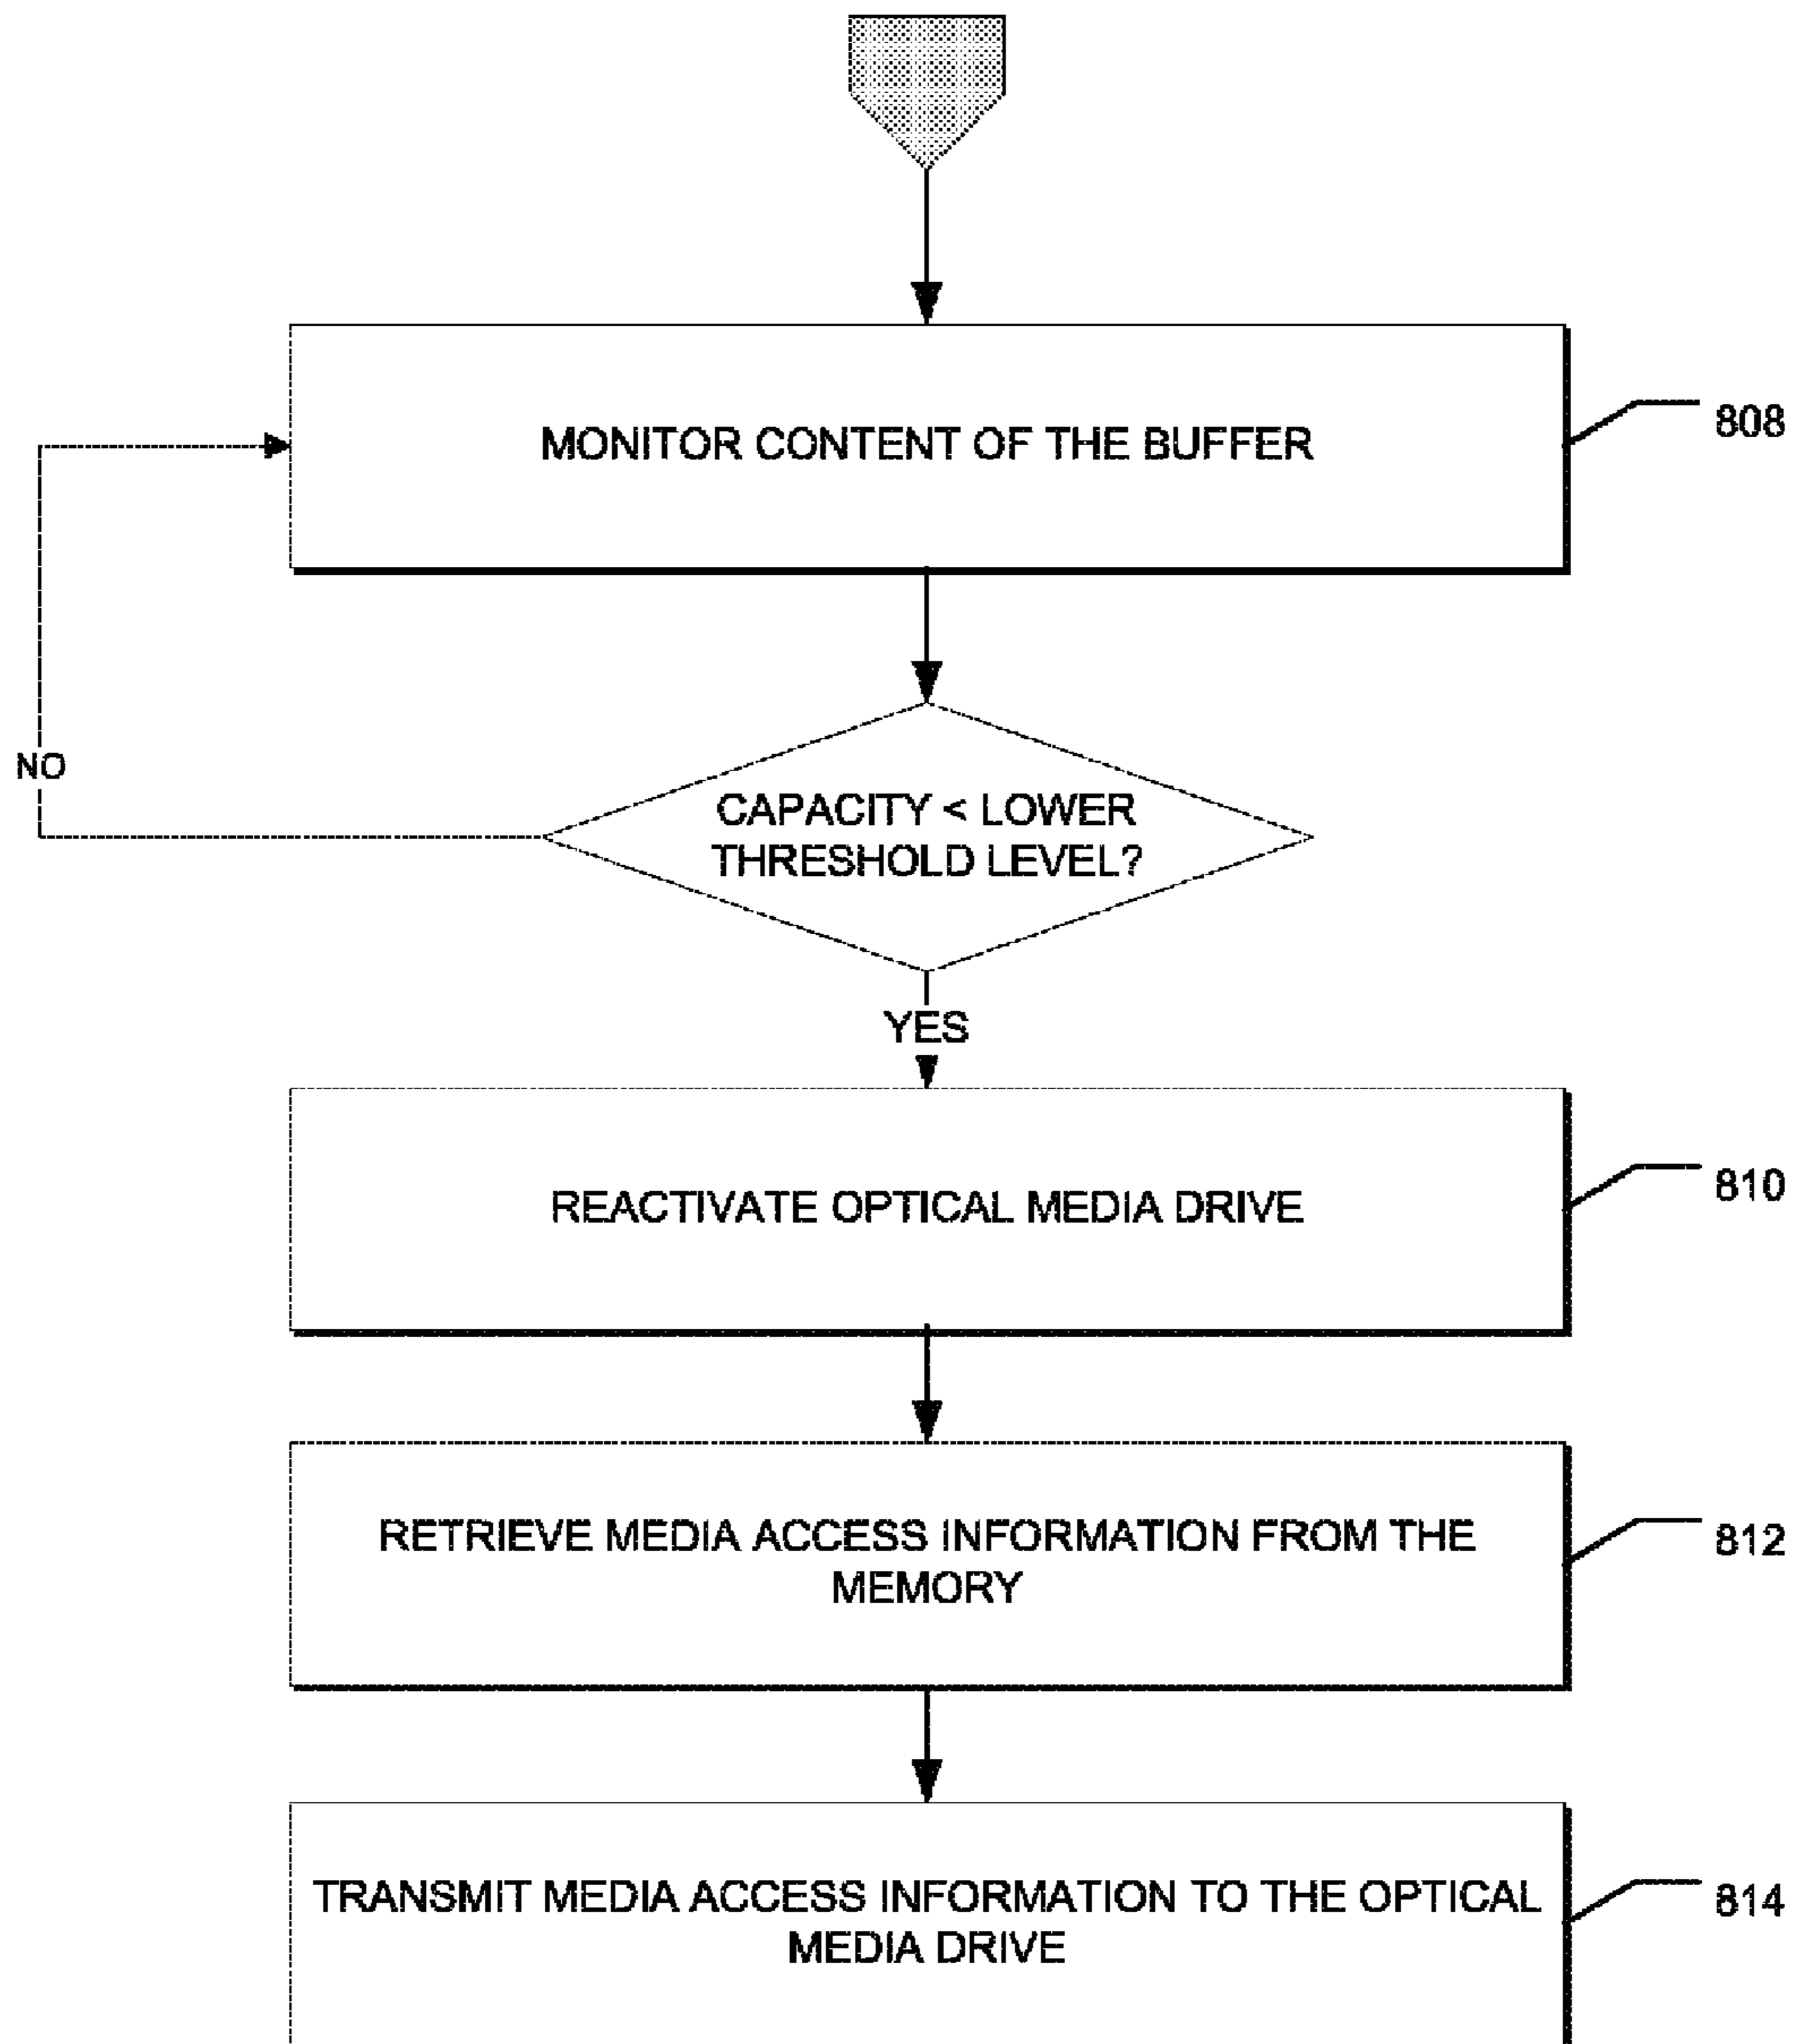 MONITOR CONTENT OF THE BUFFER
808
NO
CAPACITY < LOWER
THRESHOLD LEVEL?
YES
REACTIVATE OPTICAL MEDIA DRIVE
810
RETRIEVE MEDIA ACCESS INFORMATION FROM THE
MEMORY
812
TRANSMIT MEDIA ACCESS INFORMATION TO THE OPTICAL
MEDIA DRIVE
814